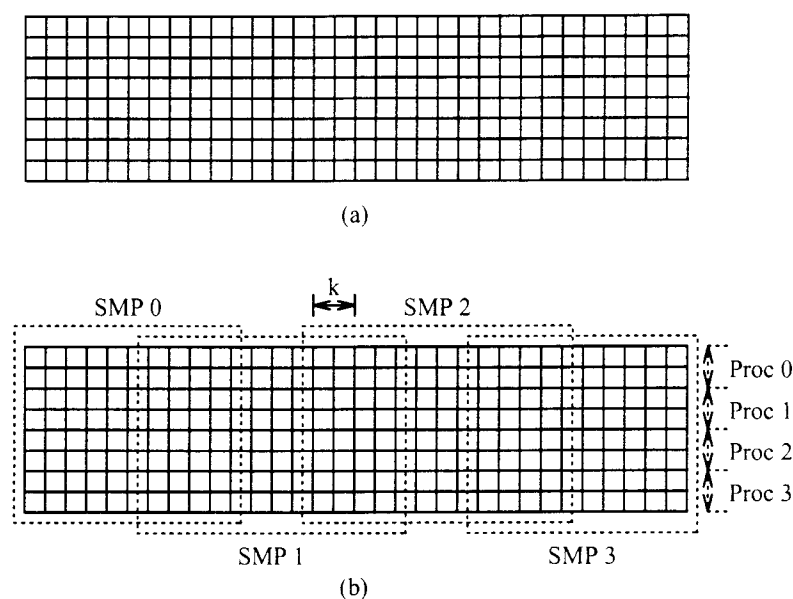 (a)
k
SMP 0
SMP 2
Proc 0
Proc 1
Proc 2
Proc 3
SMP 1
SMP 3
(b)